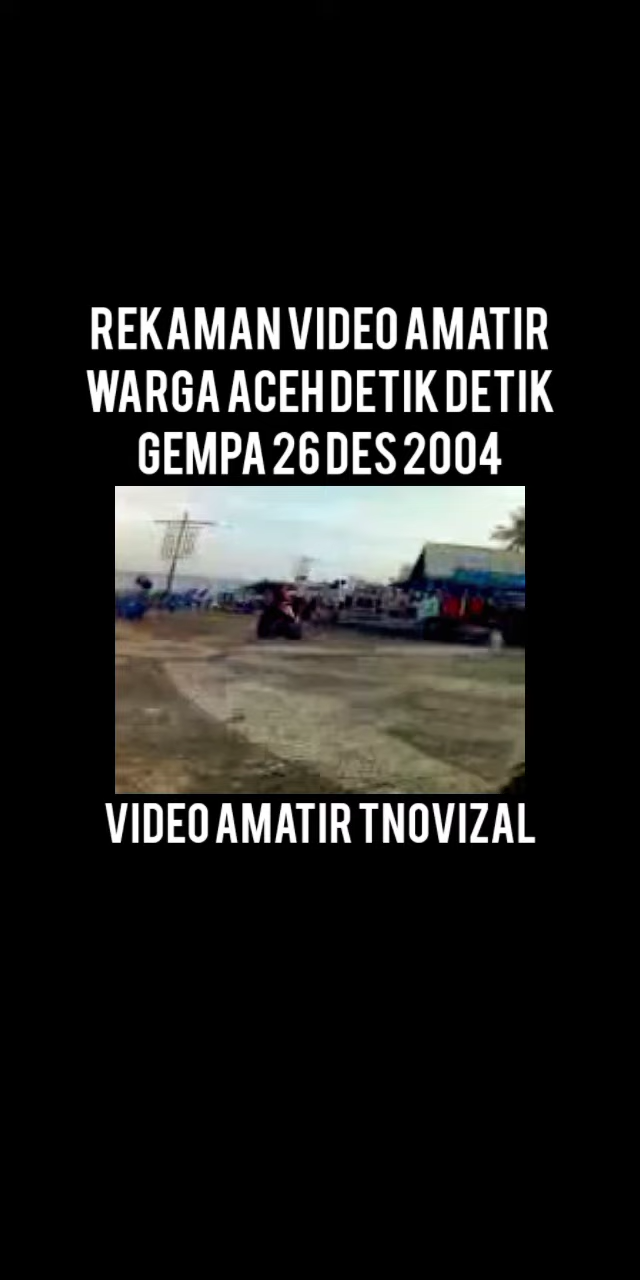 REKAMAN VIDEO AMATIR
WARGA ACEH DETIK DETIK
GEMPA 26 DES 2004
VIDEO AMATIR TNOVIZAL